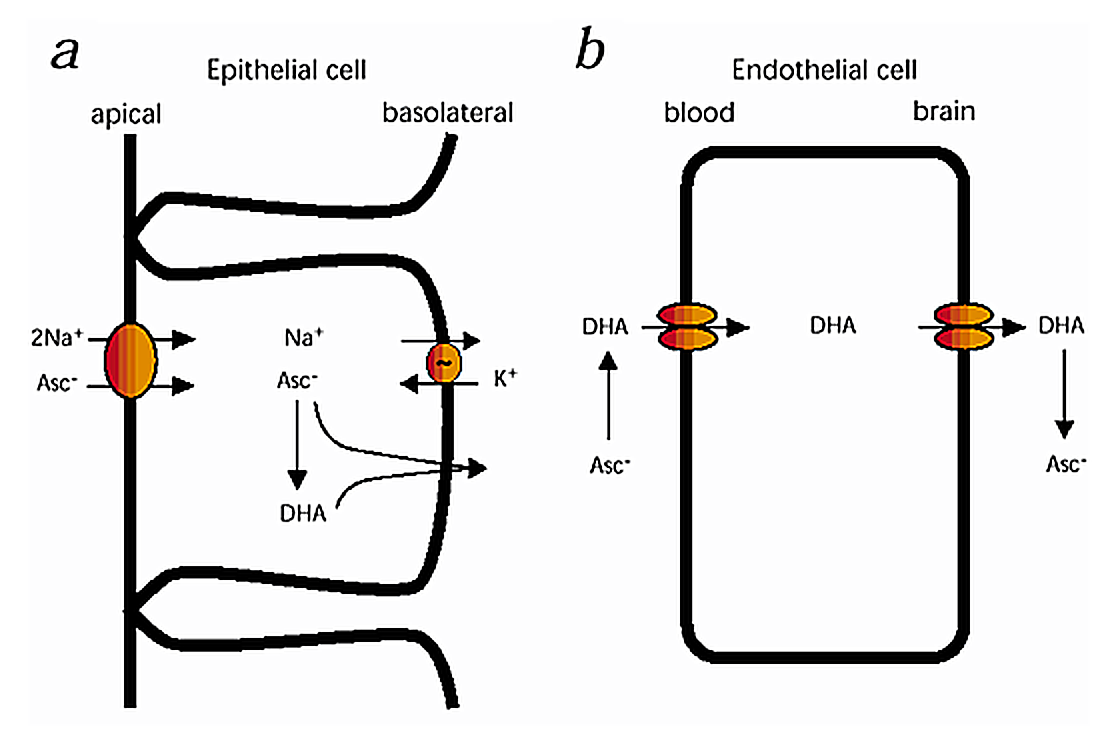 a
Epithelial cell
apical
basolateral
2Na⁺
Asc⁻
Na⁺
Asc⁻
DHA
~
K⁺
b
Endothelial cell
blood
brain
DHA
DHA
DHA
Asc⁻
Asc⁻